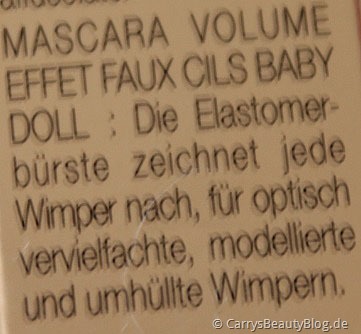 MASCARA VOLUME
EFFET FAUX CILS BABY
DOLL : Die Elastomer-
bürste zeichnet jede
Wimper nach, für optisch
vervielfachte, modellierte
und umhüllte Wimpern.
© CarrysBeautyBlog.de